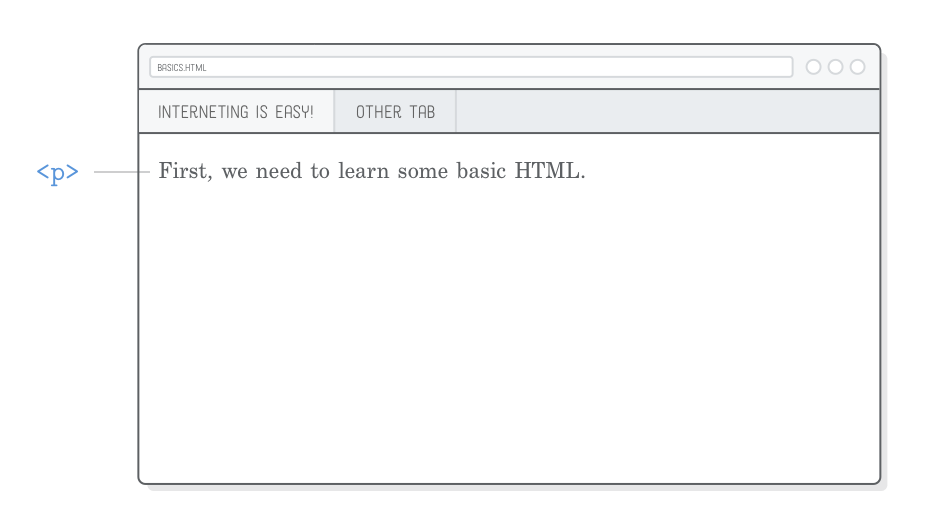 BASICS.HTML
INTERNETING IS EASY! OTHER TAB
<p> First, we need to learn some basic HTML.